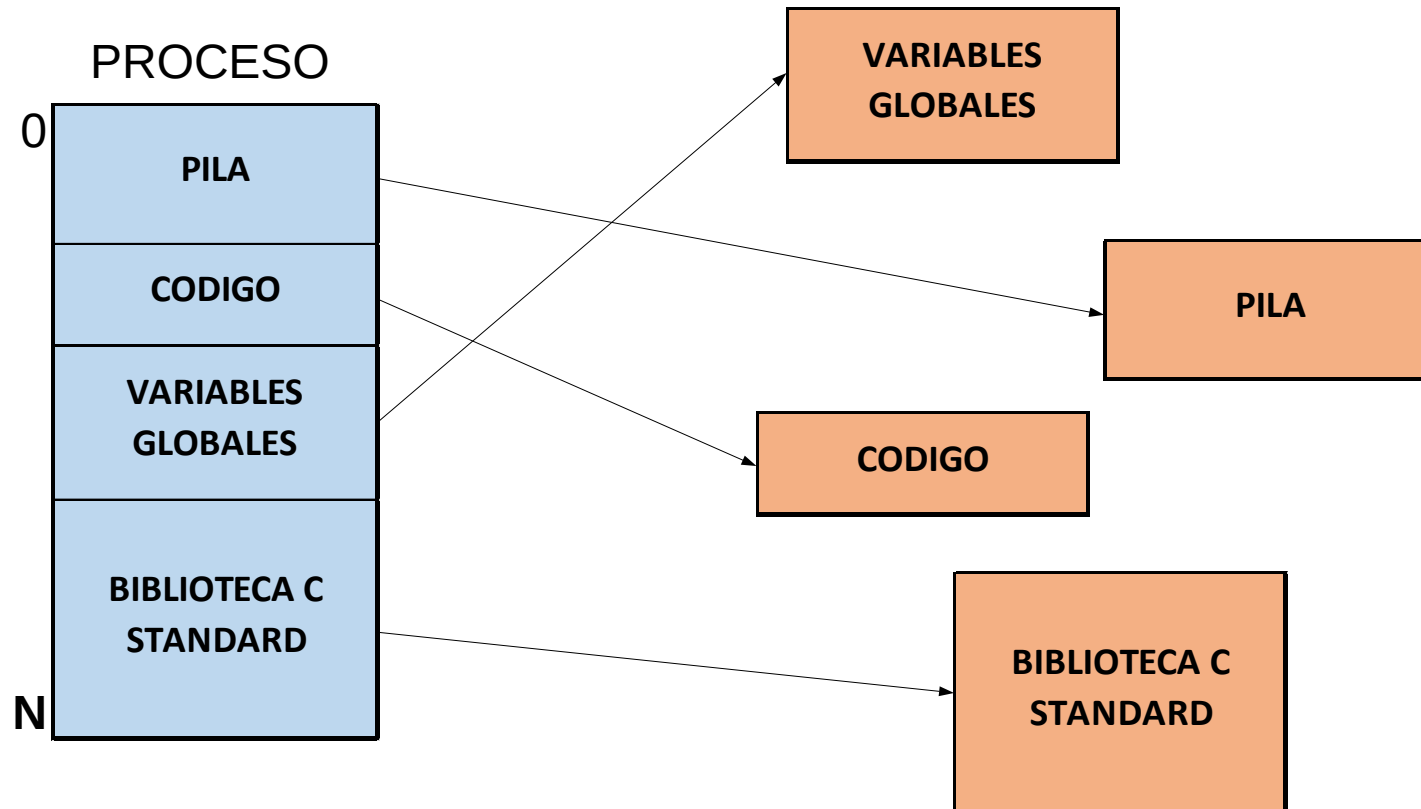 PROCESO
0
PILA
CODIGO
VARIABLES
GLOBALES
BIBLIOTECA C
STANDARD
N
VARIABLES
GLOBALES
PILA
CODIGO
BIBLIOTECA C
STANDARD